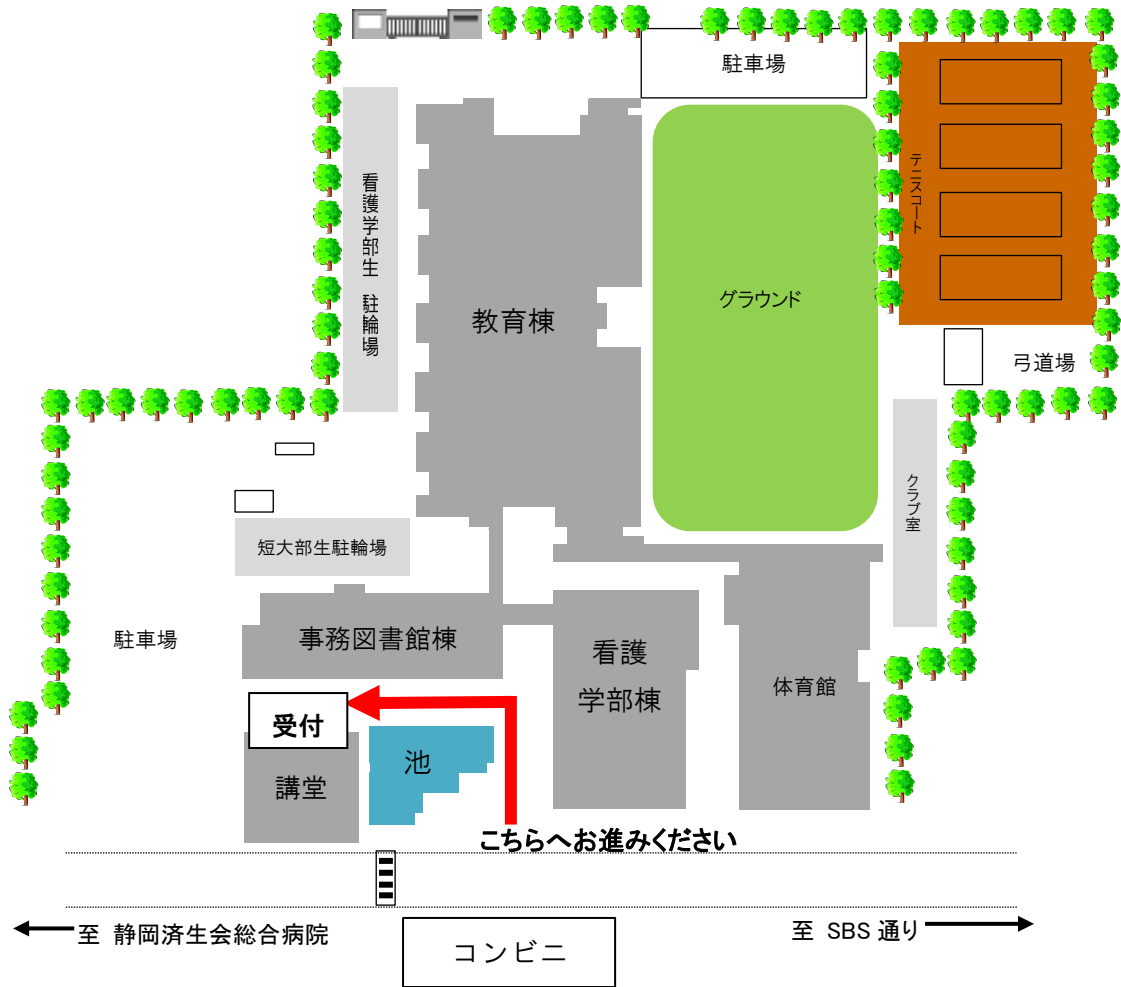 駐車場
テニスコート
看護学部生 駐輪場
グラウンド
教育棟
弓道場
クラブ室
短大部生駐輪場
駐車場
事務図書館棟
看護
学部棟
体育館
受付
池
講堂
こちらへお進みください
至 静岡済生会総合病院
至 SBS 通り
コンビニ